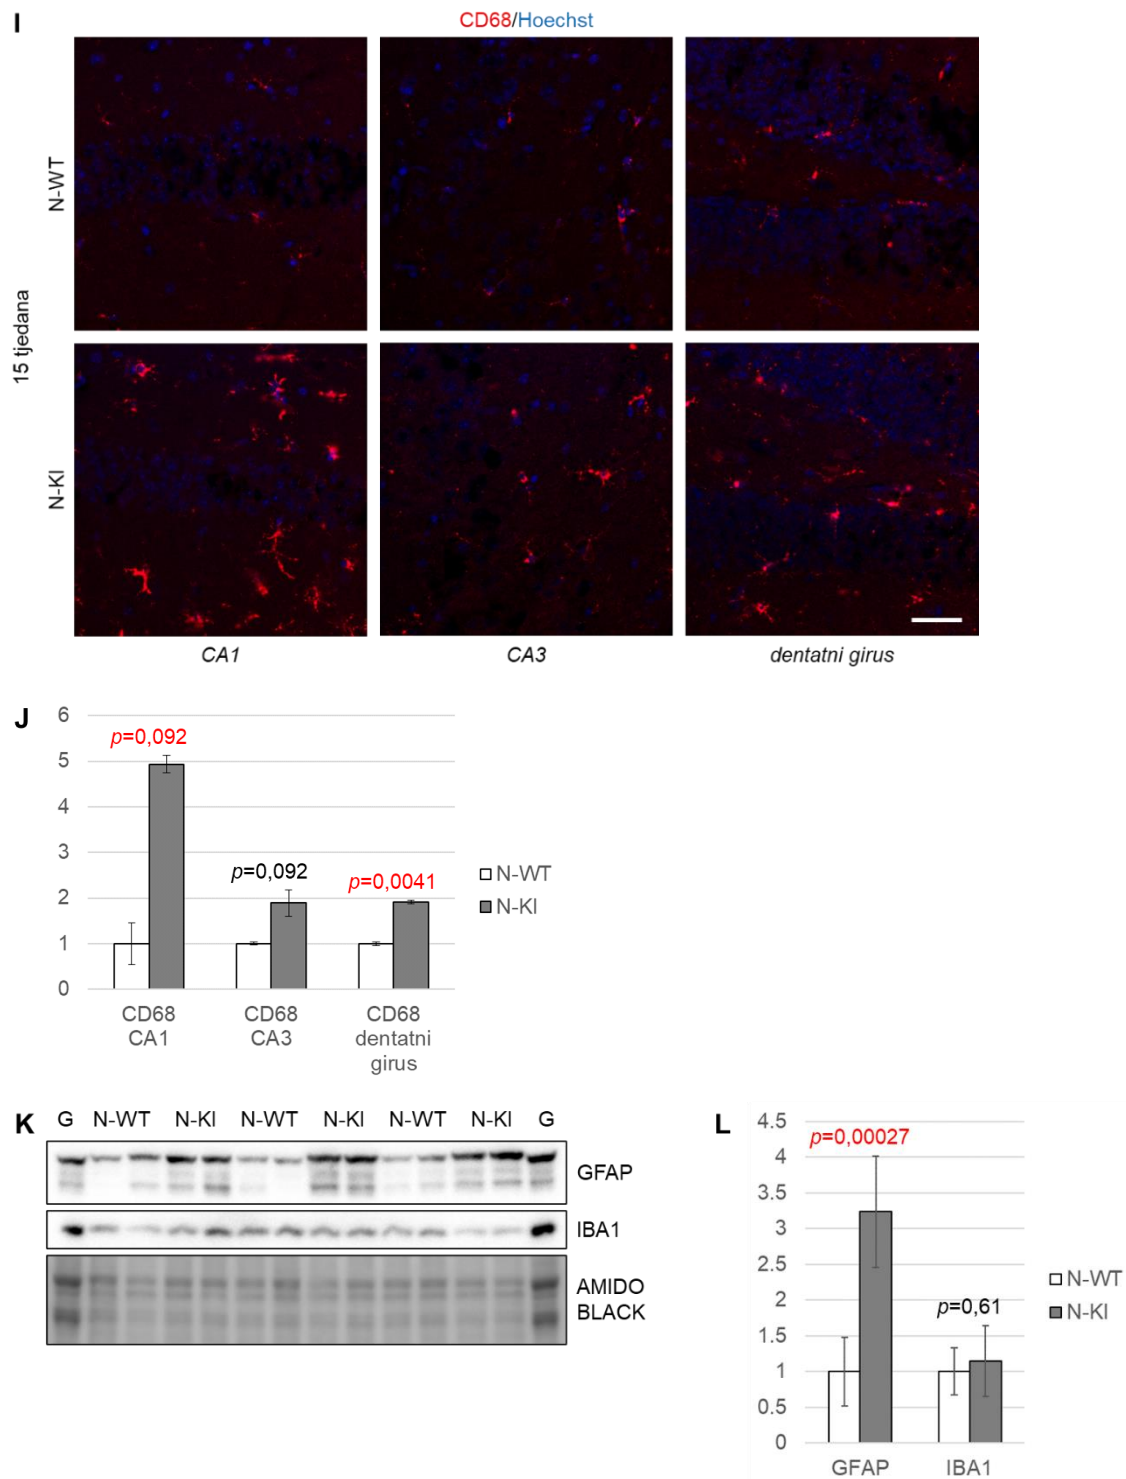 I
CD68/Hoechst
N-WT
15 tjedana
N-KI
CA1
CA3
dentatni girus
J
6
5
4
3
2
1
0
p=0,092
p=0,092
p=0,0041
N-WT
N-KI
CD68
CA1
CD68
CA3
CD68
dentatni
girus
K
G N-WT N-KI N-WT N-KI N-WT N-KI G
GFAP
IBA1
AMIDO
BLACK
L
4.5
4
3.5
3
2.5
2
1.5
1
0.5
0
p=0,00027
p=0,61
N-WT
N-KI
GFAP
IBA1